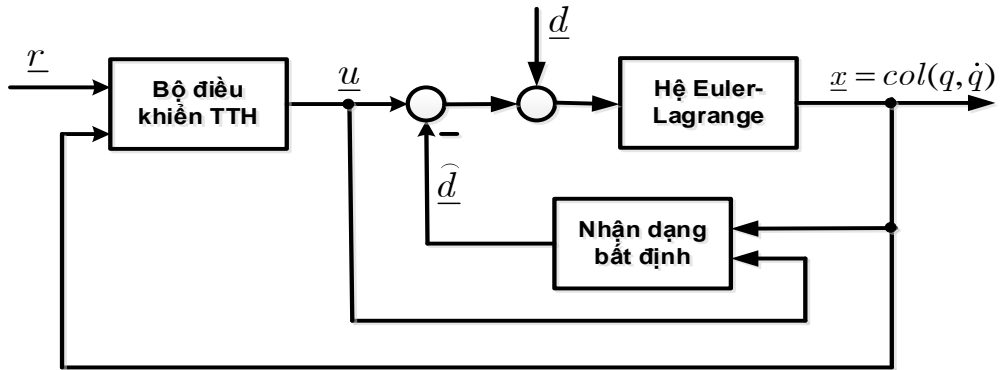 d
r
u
x = col(q, q̇)
Bộ điều
khiển TTH
Hệ Euler-
Lagrange
d̂
Nhận dạng
bất định